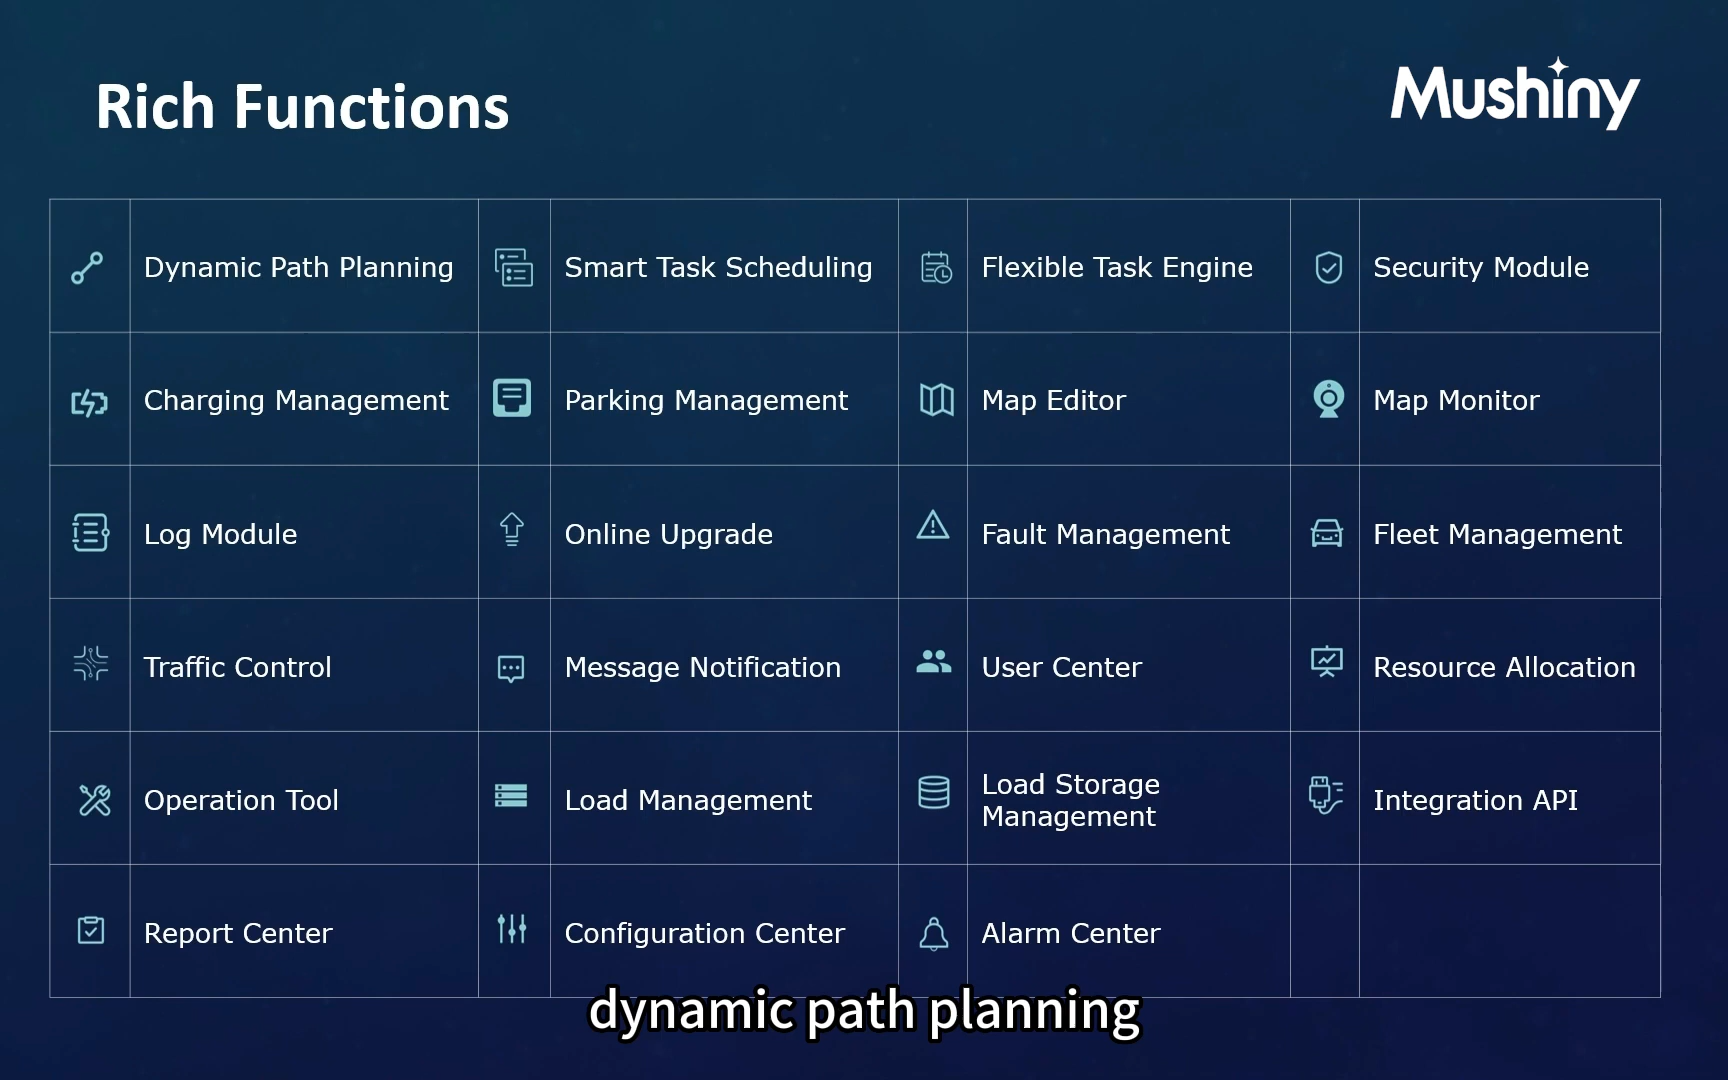 Rich Functions
Mushiny
Dynamic Path Planning
Smart Task Scheduling
Flexible Task Engine
Security Module
Charging Management
Parking Management
Map Editor
Map Monitor
Log Module
Online Upgrade
Fault Management
Fleet Management
Traffic Control
Message Notification
User Center
Resource Allocation
Operation Tool
Load Management
Load Storage
Management
Integration API
Report Center
Configuration Center
Alarm Center
dynamic path planning